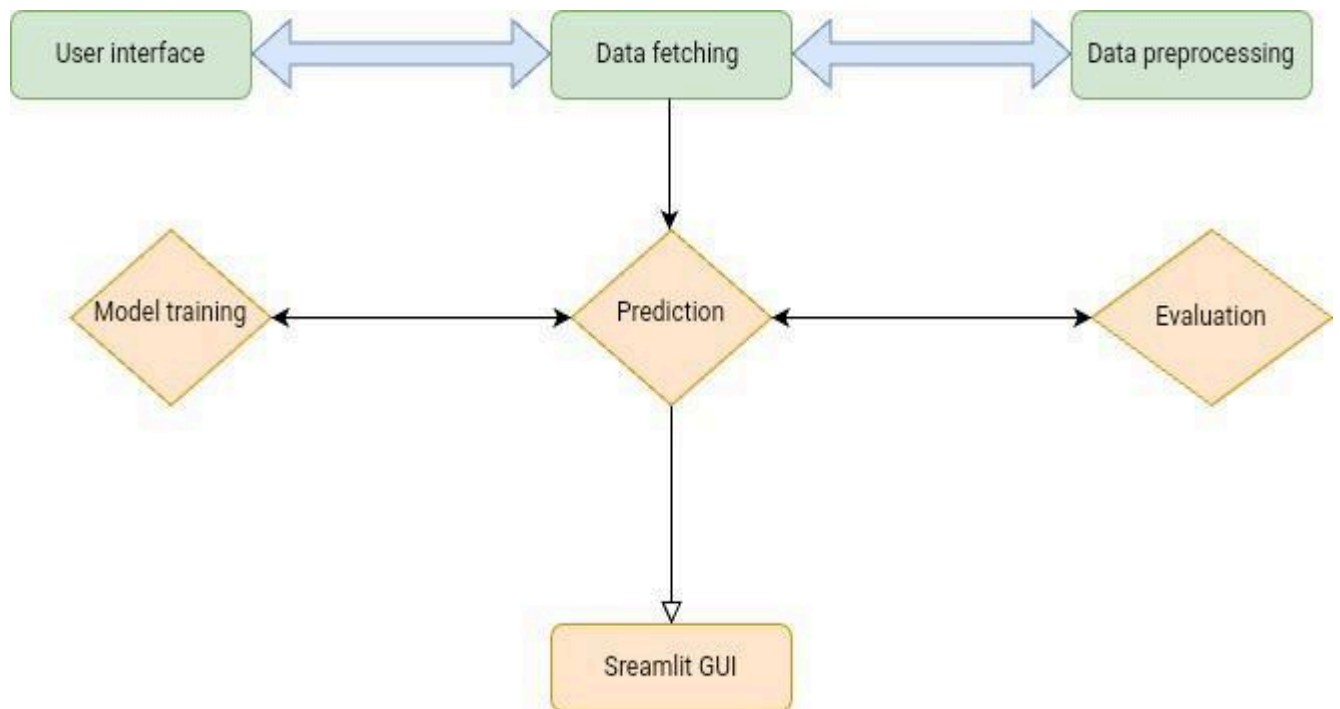 User interface
Data fetching
Data preprocessing
Model training
Prediction
Evaluation
Sreamlit GUI